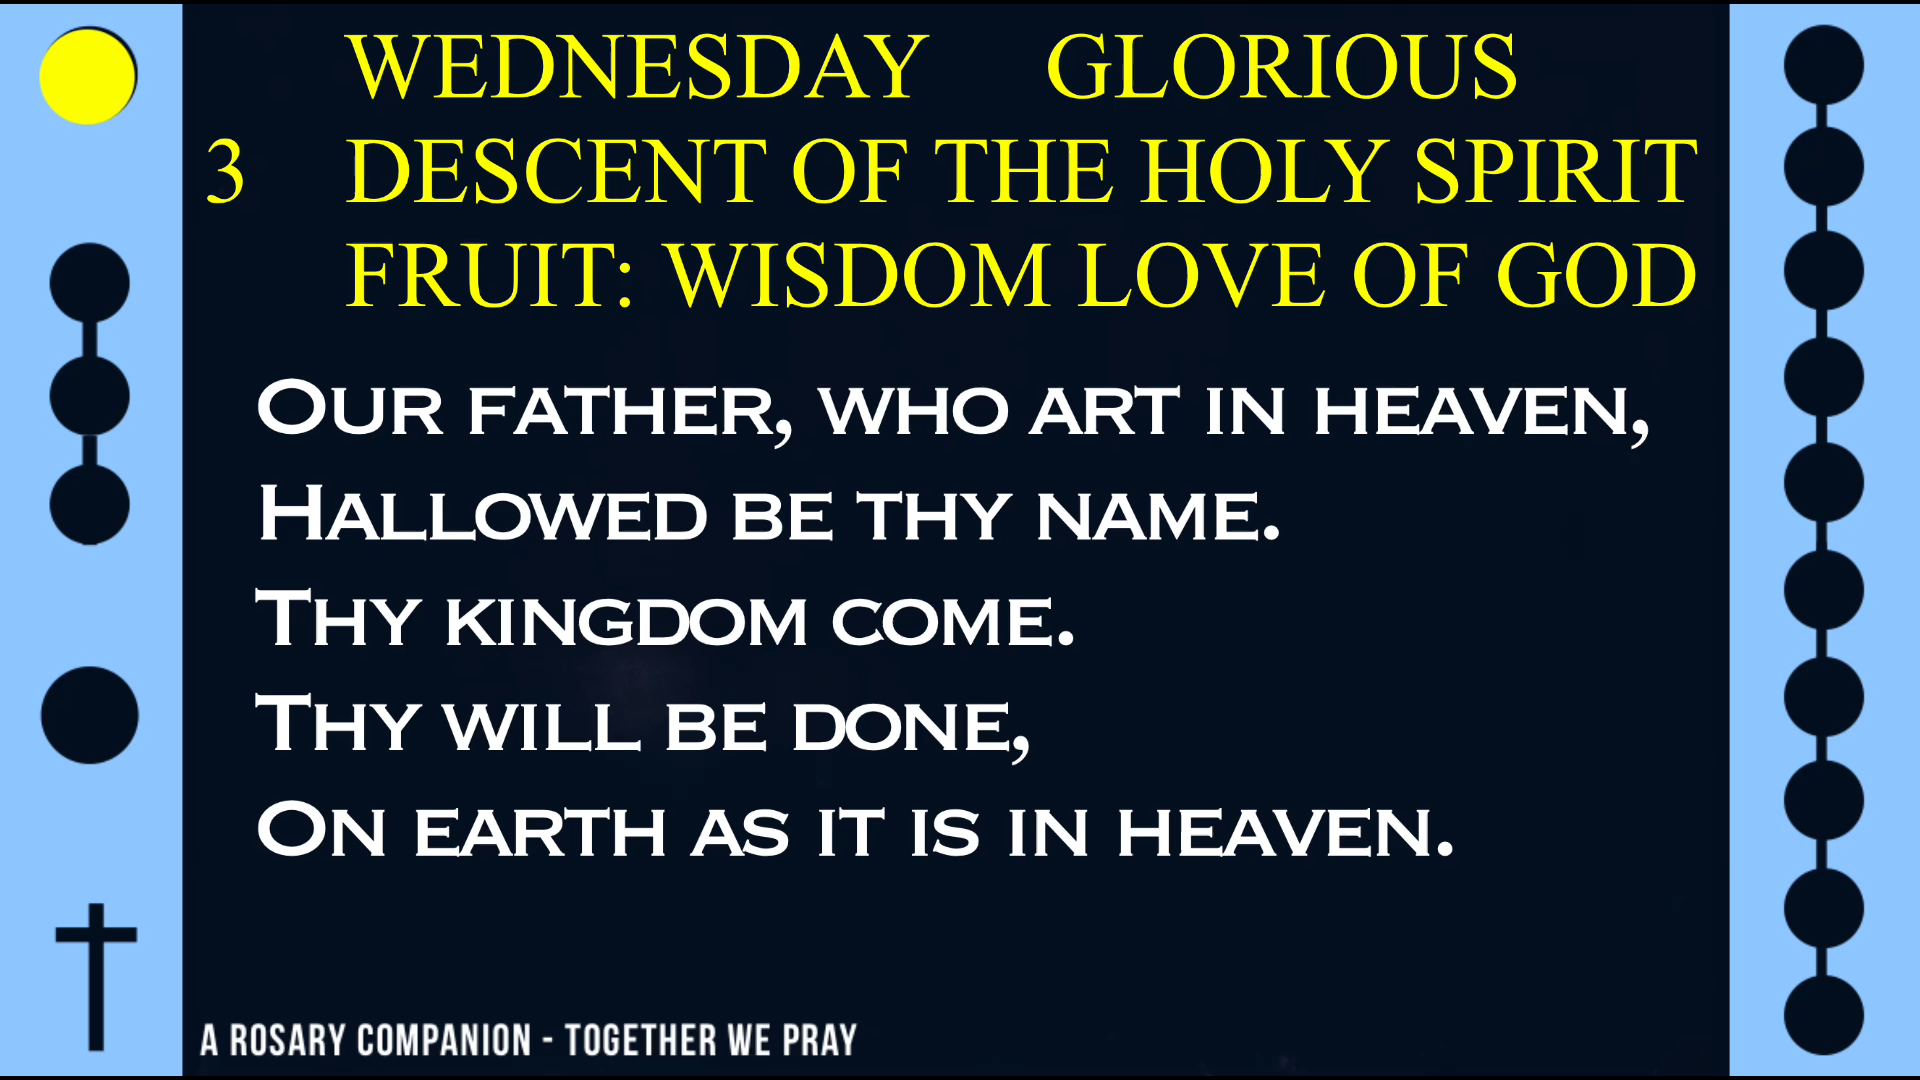 WEDNESDAY GLORIOUS
3 DESCENT OF THE HOLY SPIRIT
FRUIT: WISDOM LOVE OF GOD
Our father, who art in heaven,
Hallowed be thy name.
Thy kingdom come.
Thy will be done,
On earth as it is in heaven.
A ROSARY COMPANION - TOGETHER WE PRAY